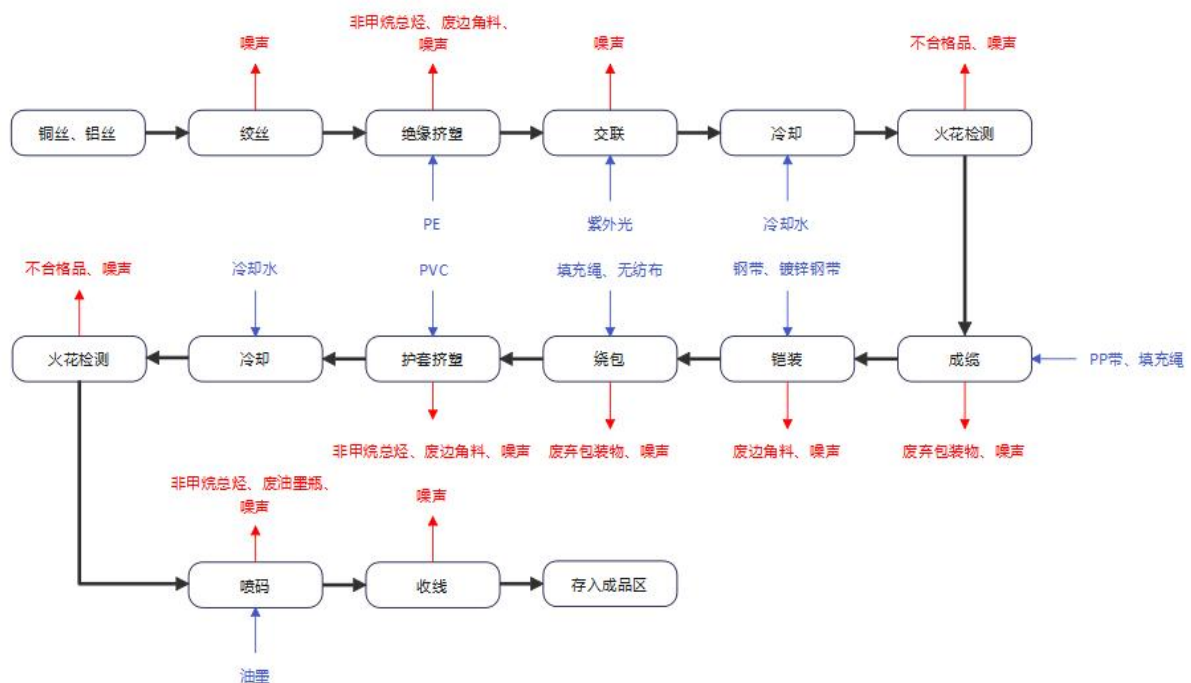 噪声
非甲烷总烃、废边角料、
噪声
噪声
不合格品、噪声
铜丝、铝丝
绞丝
绝缘挤塑
交联
冷却
火花检测
PE
紫外光
冷却水
不合格品、噪声
冷却水
PVC
填充绳、无纺布
钢带、镀锌钢带
火花检测
冷却
护套挤塑
绕包
铠装
成缆
PP带、填充绳
非甲烷总烃、废边角料、噪声
废弃包装物、噪声
废边角料、噪声
废弃包装物、噪声
非甲烷总烃、废油墨瓶、
噪声
噪声
喷码
收线
存入成品区
油墨